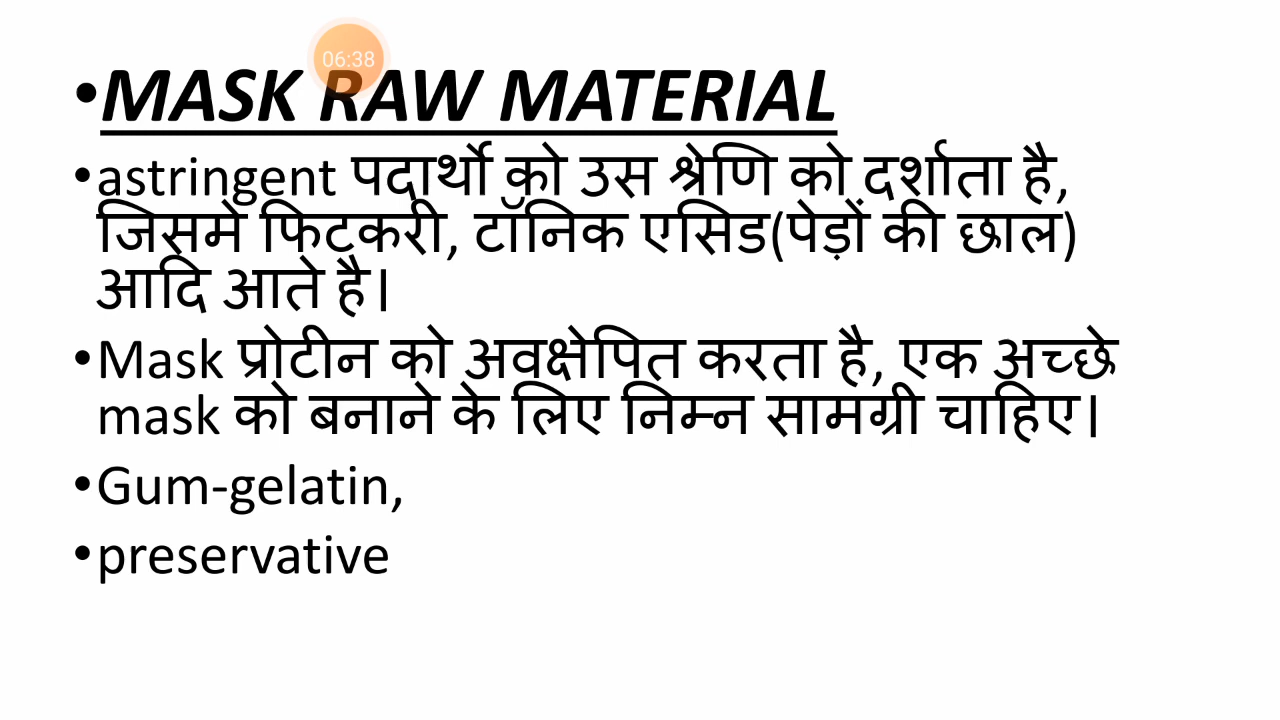 06:38
•MASK RAW MATERIAL
•astringent पदार्थो को उस श्रेणि को दर्शाता है,
जिसमे फिटकरी, टॉनिक एसिड(पेड़ों की छाल)
आदि आते है।
•Mask प्रोटीन को अवक्षेपित करता है, एक अच्छे
mask को बनाने के लिए निम्न सामग्री चाहिए।
•Gum-gelatin,
•preservative